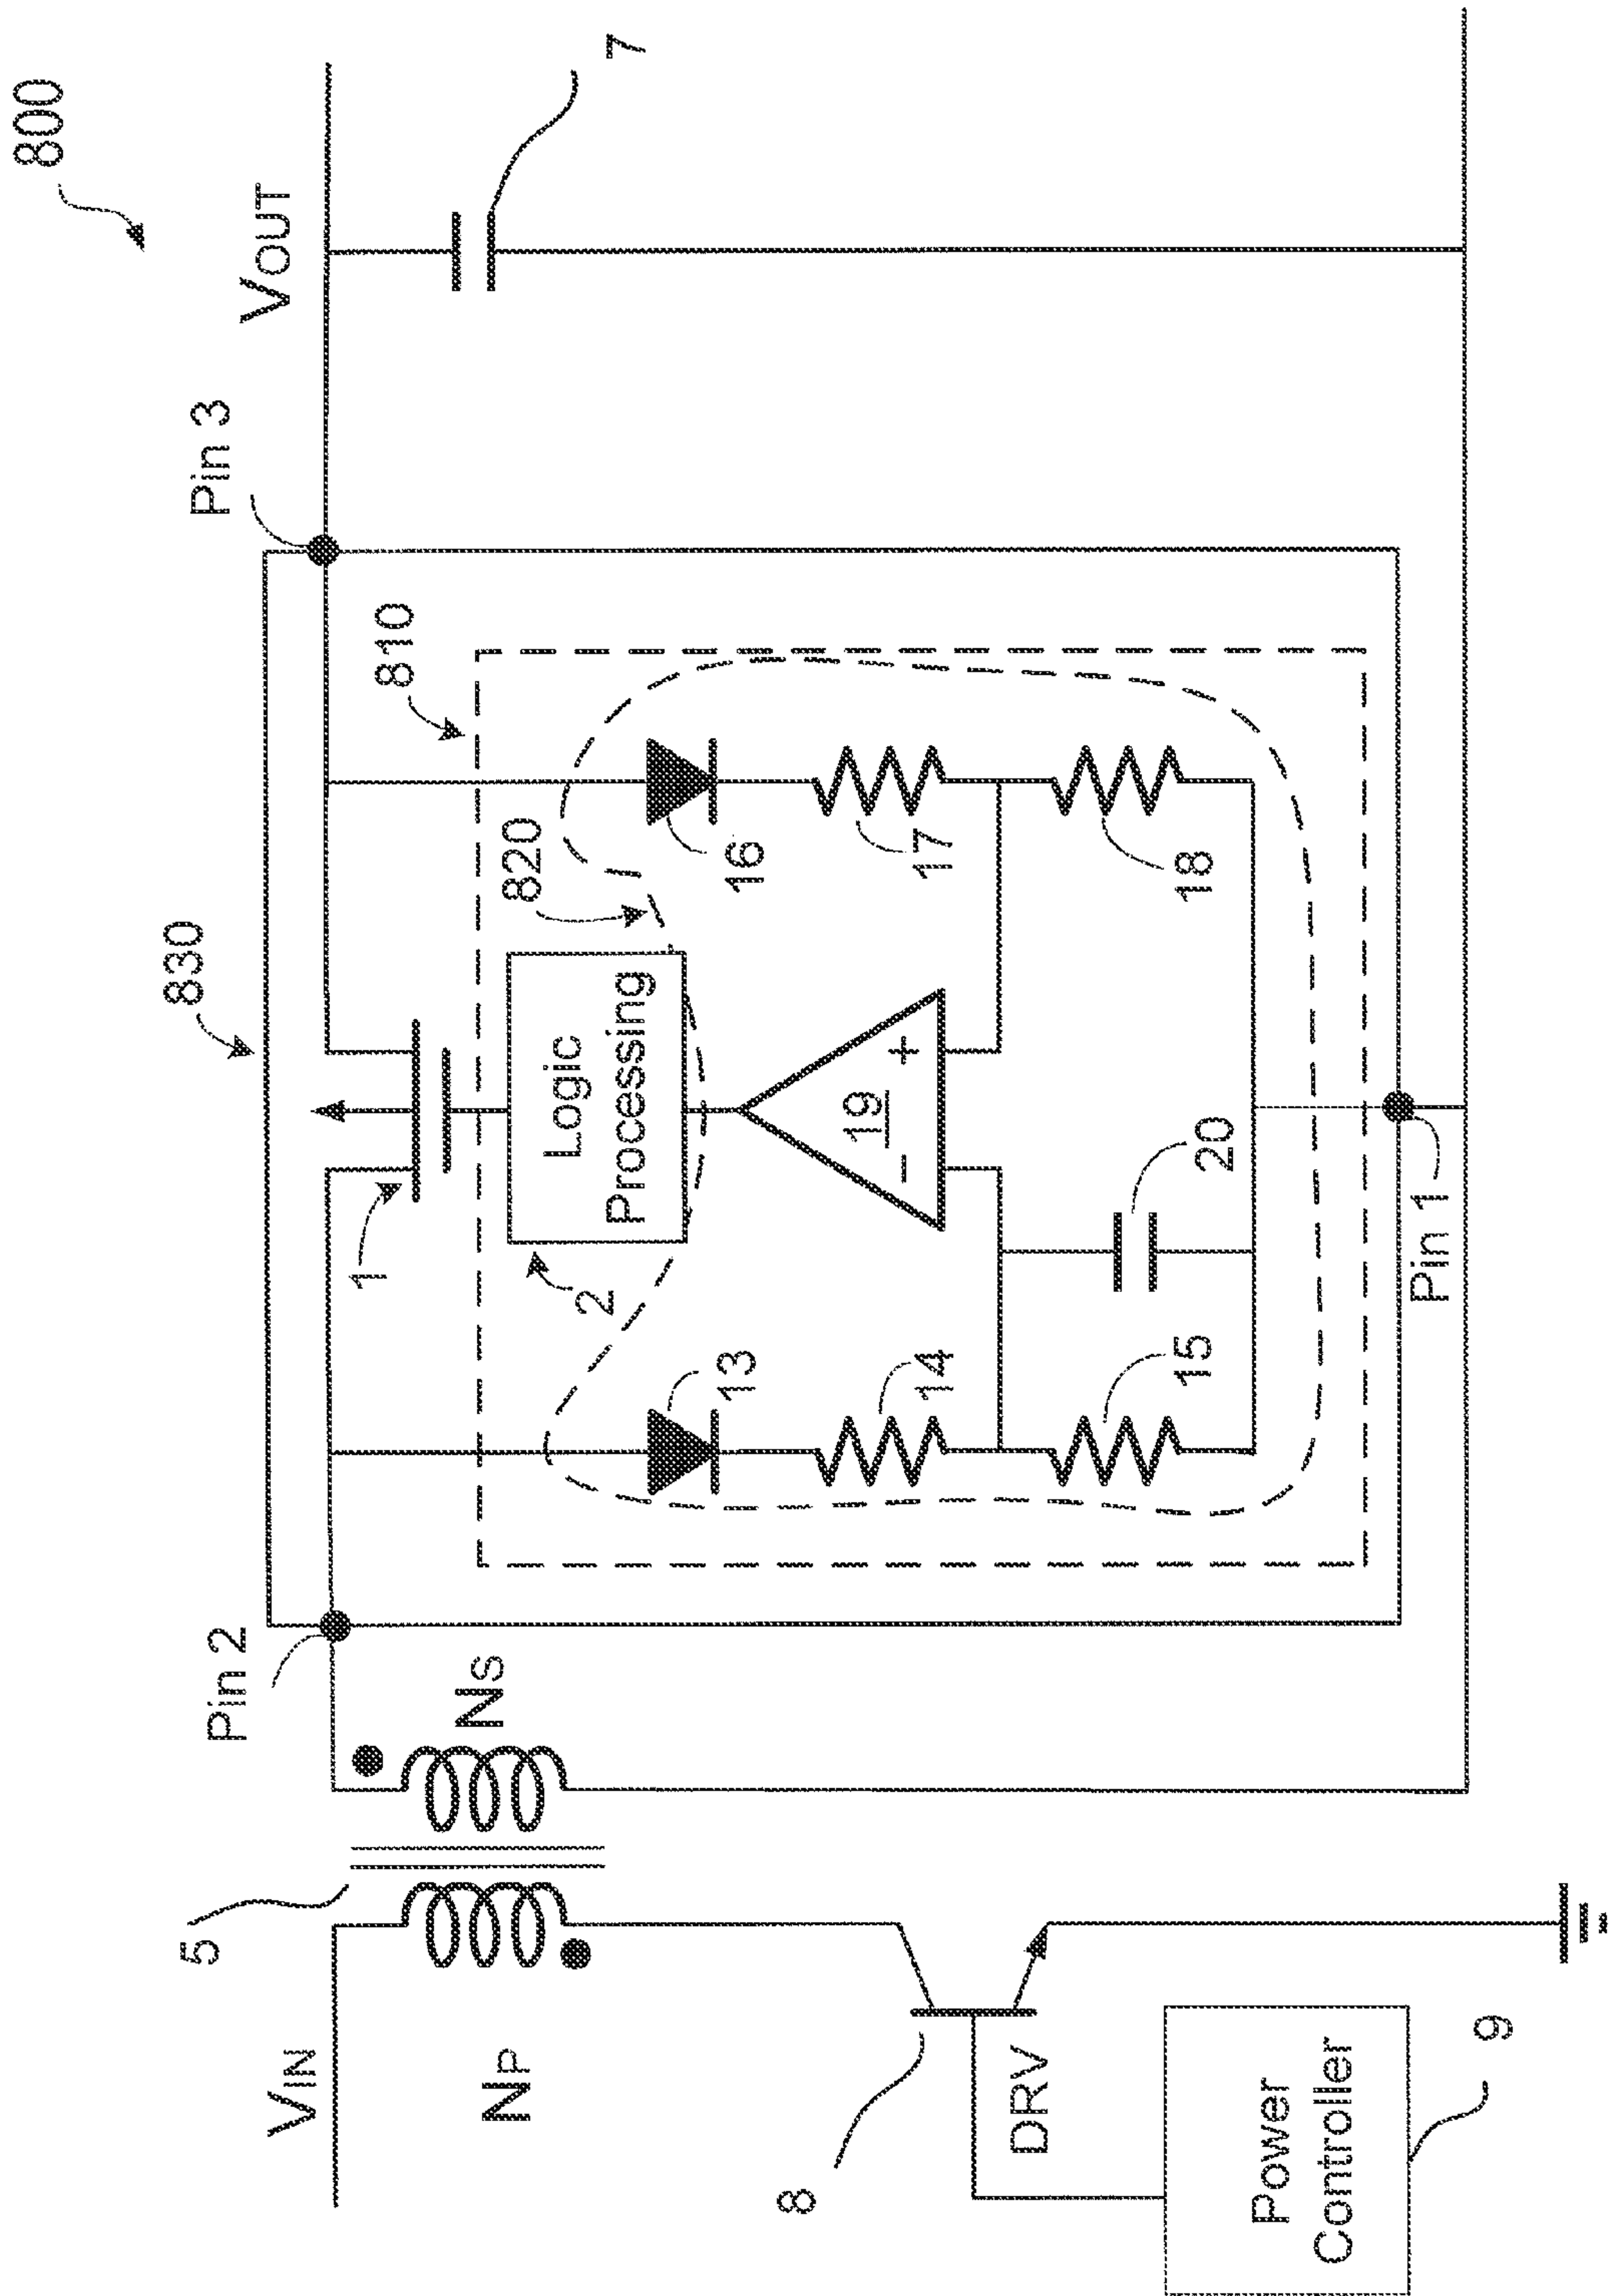 800
VOUT
7
Pin 3
830
810
820
1
Logic
Processing
2
16
17
18
19
+
−
20
13
14
15
Pin 1
Pin 2
NS
5
VIN
NP
8
DRV
Power
Controller
9